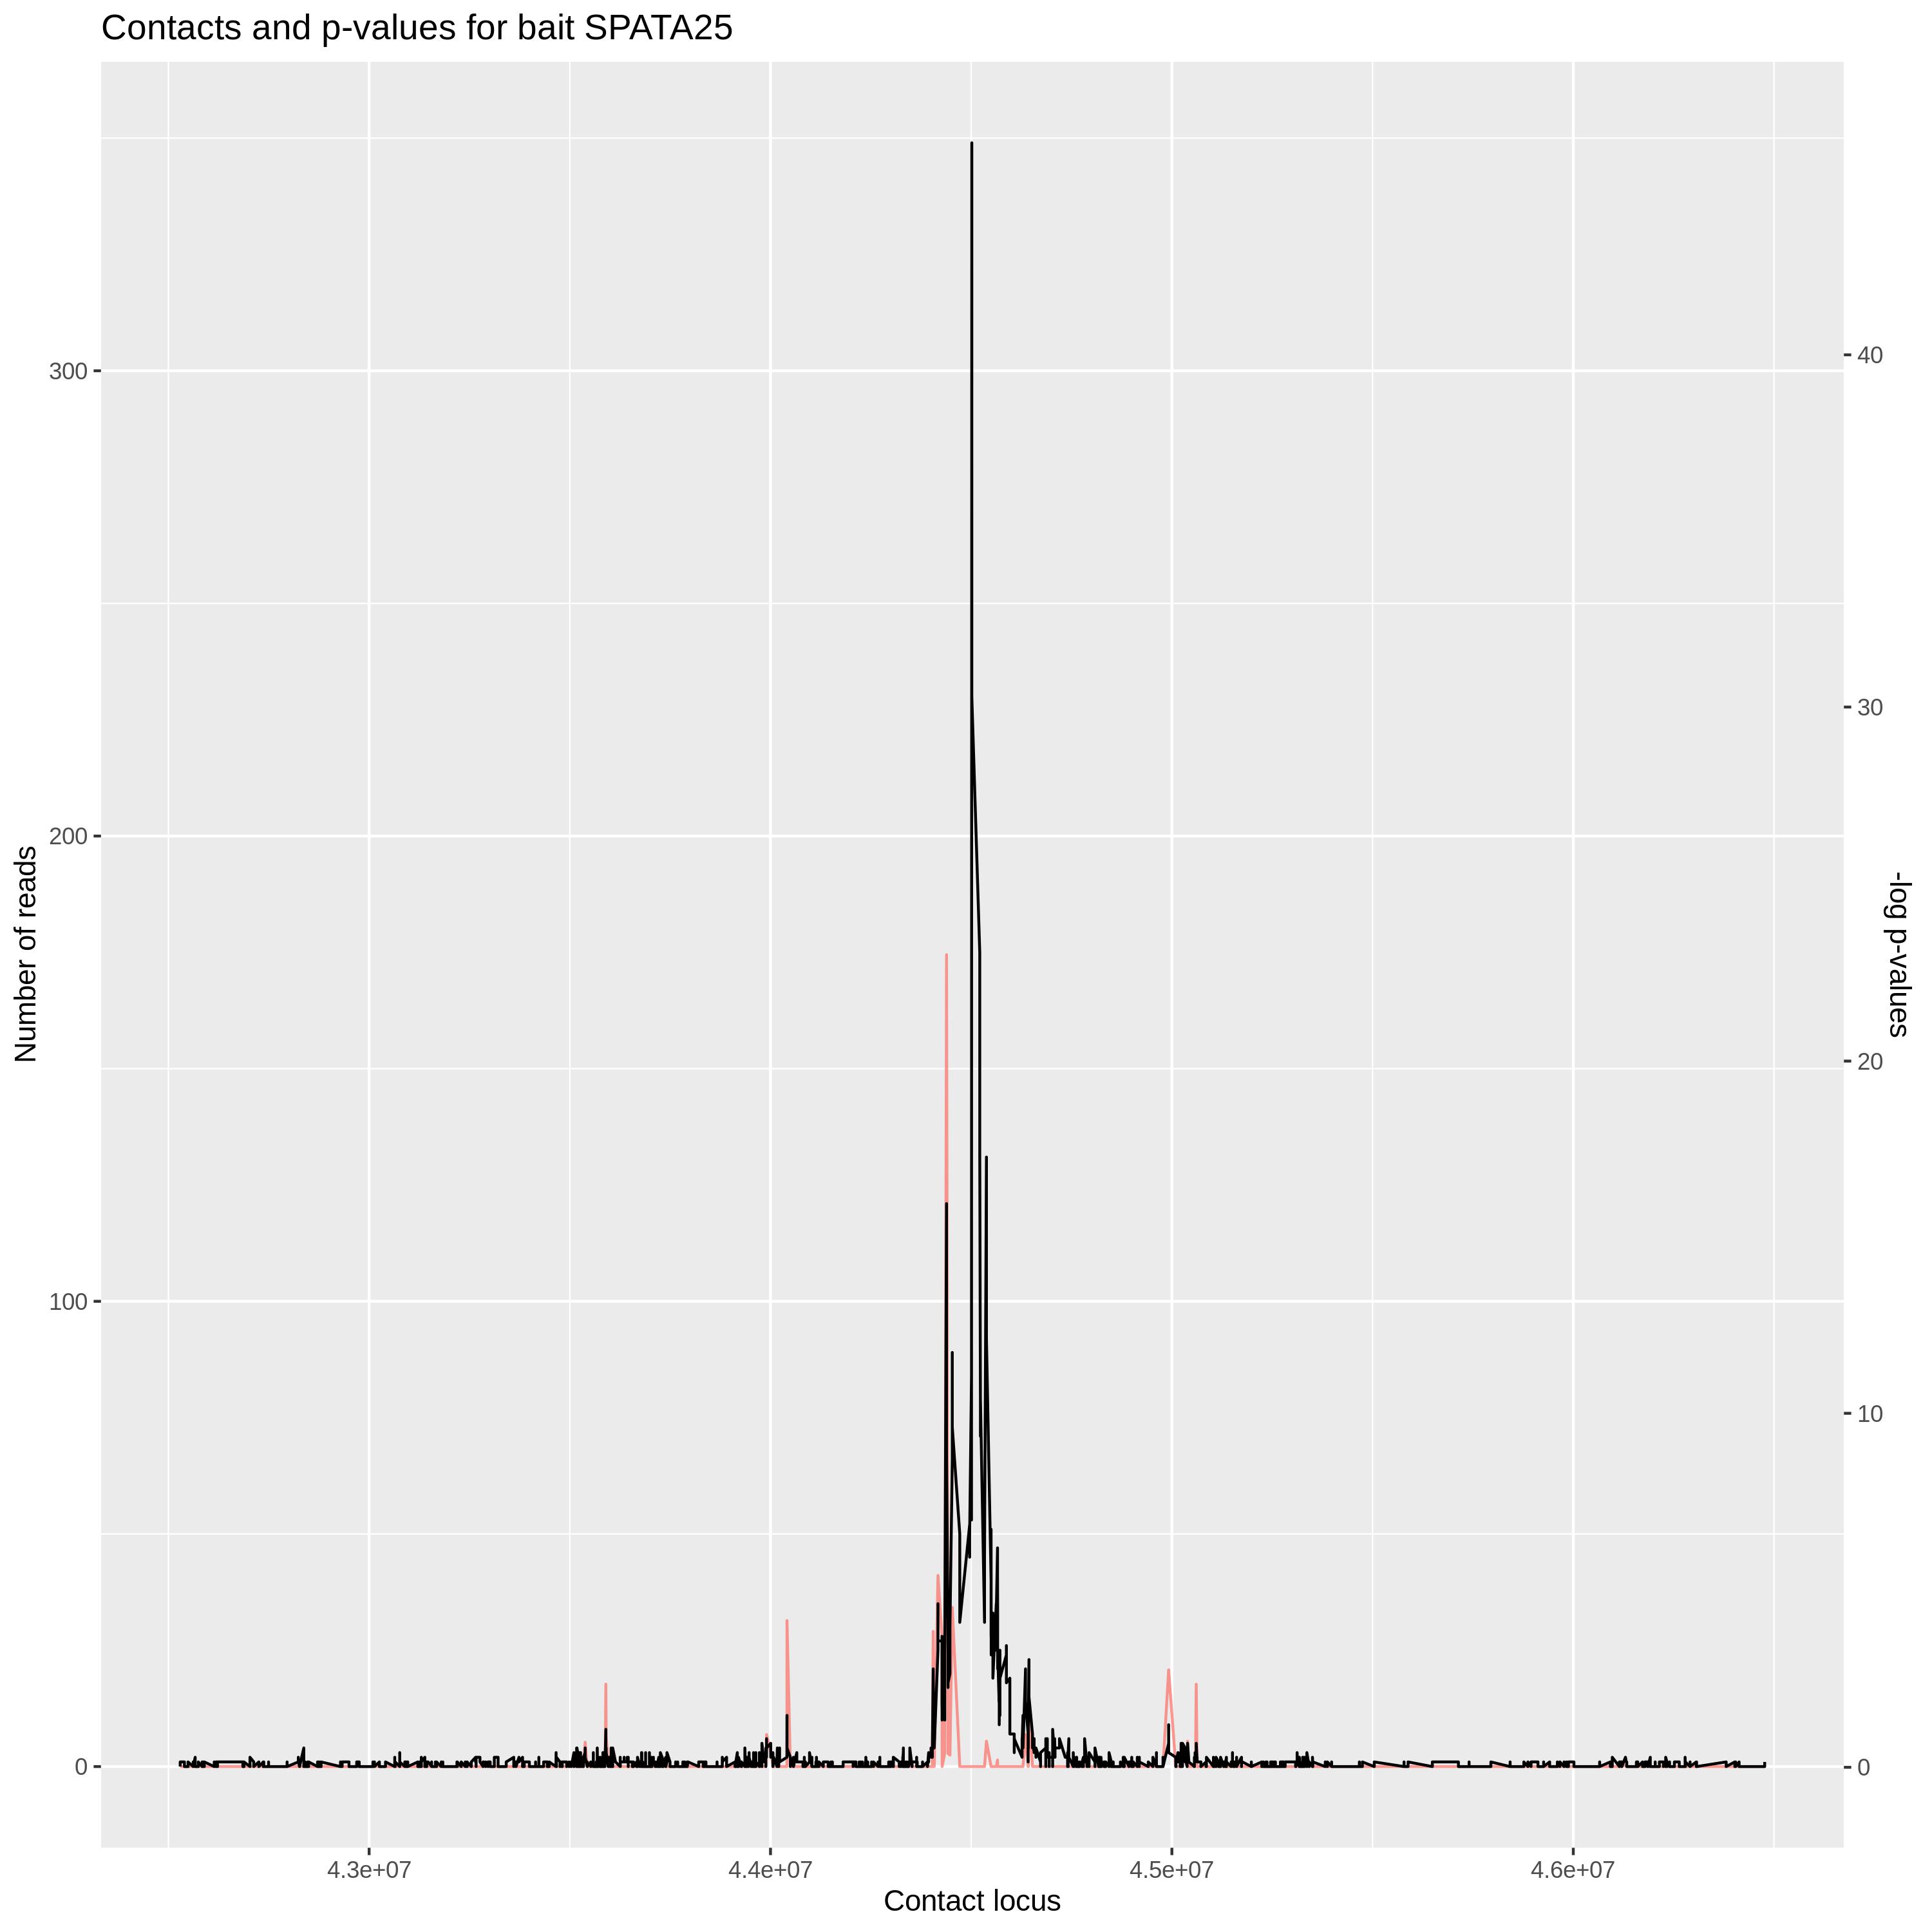 Contacts and p-values for bait SPATA25
Number of reads
300
200
100
0
40
30
20
10
0
-log p-values
4.3e+07
4.4e+07
4.5e+07
4.6e+07
Contact locus